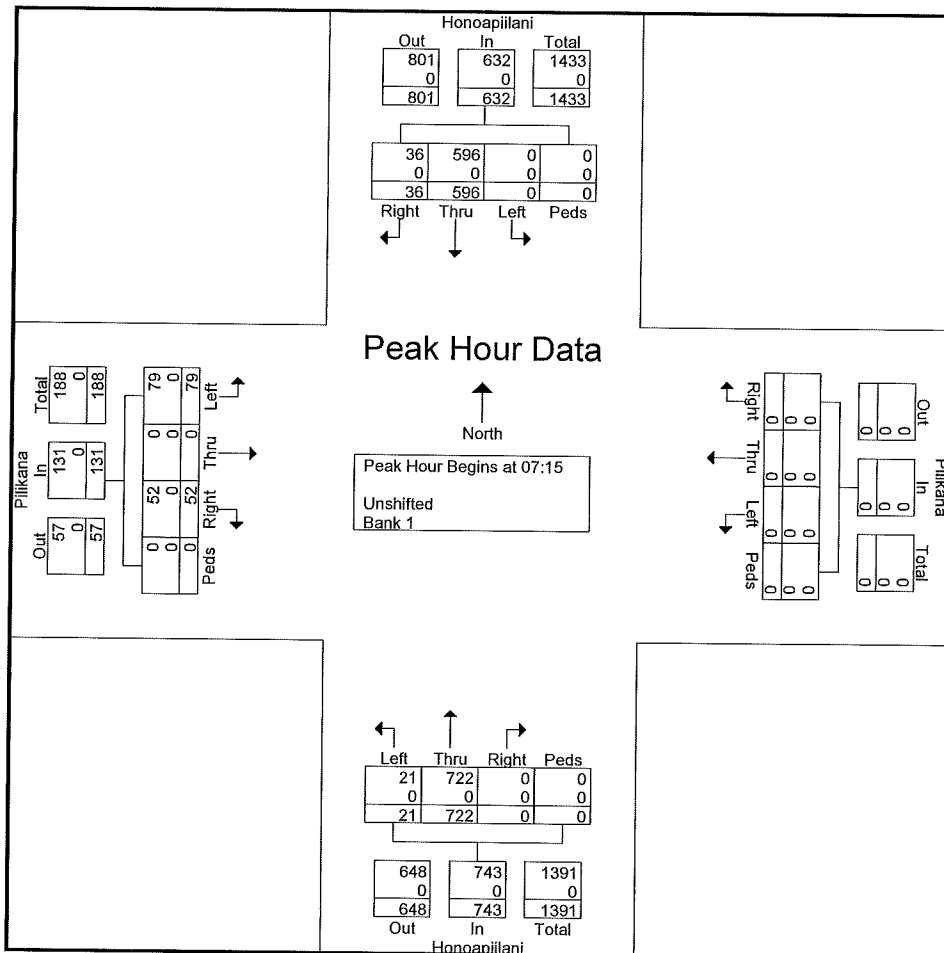 Honoapiilani
Out In Total
801 632 1433
0 0 0
801 632 1433
36 596 0 0
0 0 0 0
36 596 0 0
Right Thru Left Peds
Peak Hour Data
North
Peak Hour Begins at 07:15
Unshifted
Bank 1
Pilikana
Out In Total
57 131 188
0 0 0
57 131 188
Peds Right Thru Left
0 52 0 79
0 0 0 0
0 52 0 79
Pilikana
Out In Total
0 0 0
0 0 0
0 0 0
Right Thru Left Peds
0 0 0 0
0 0 0 0
0 0 0 0
Left Thru Right Peds
21 722 0 0
0 0 0 0
21 722 0 0
648 743 1391
0 0 0
648 743 1391
Out In Total
Honoapiilani